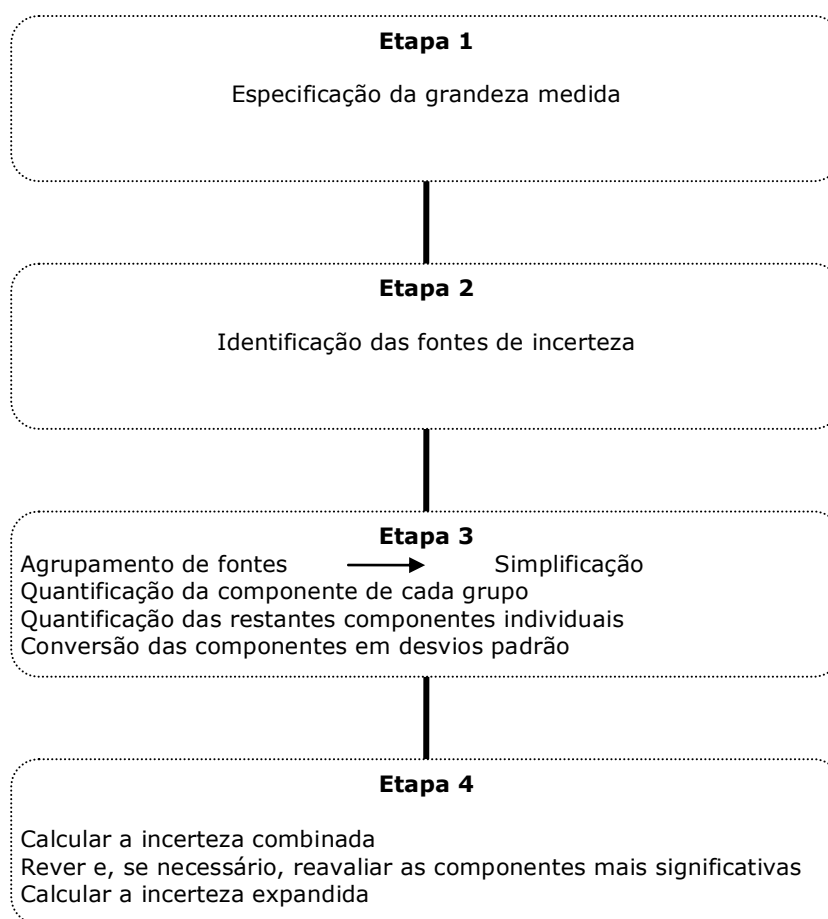 Etapa 1
Especificação da grandeza medida
Etapa 2
Identificação das fontes de incerteza
Etapa 3
Agrupamento de fontes Simplificação
Quantificação da componente de cada grupo
Quantificação das restantes componentes individuais
Conversão das componentes em desvios padrão
Etapa 4
Calcular a incerteza combinada
Rever e, se necessário, reavaliar as componentes mais significativas
Calcular a incerteza expandida